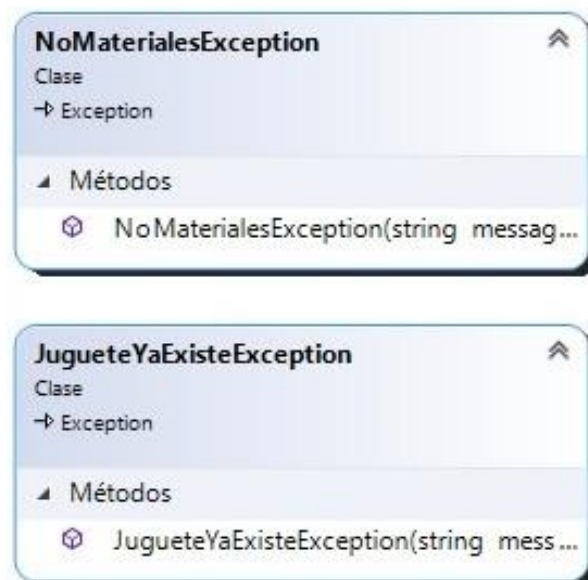 NoMaterialesException
Clase
Exception
Métodos
NoMaterialesException(string messag...
JugueteYaExisteException
Clase
Exception
Métodos
JugueteYaExisteException(string mess...